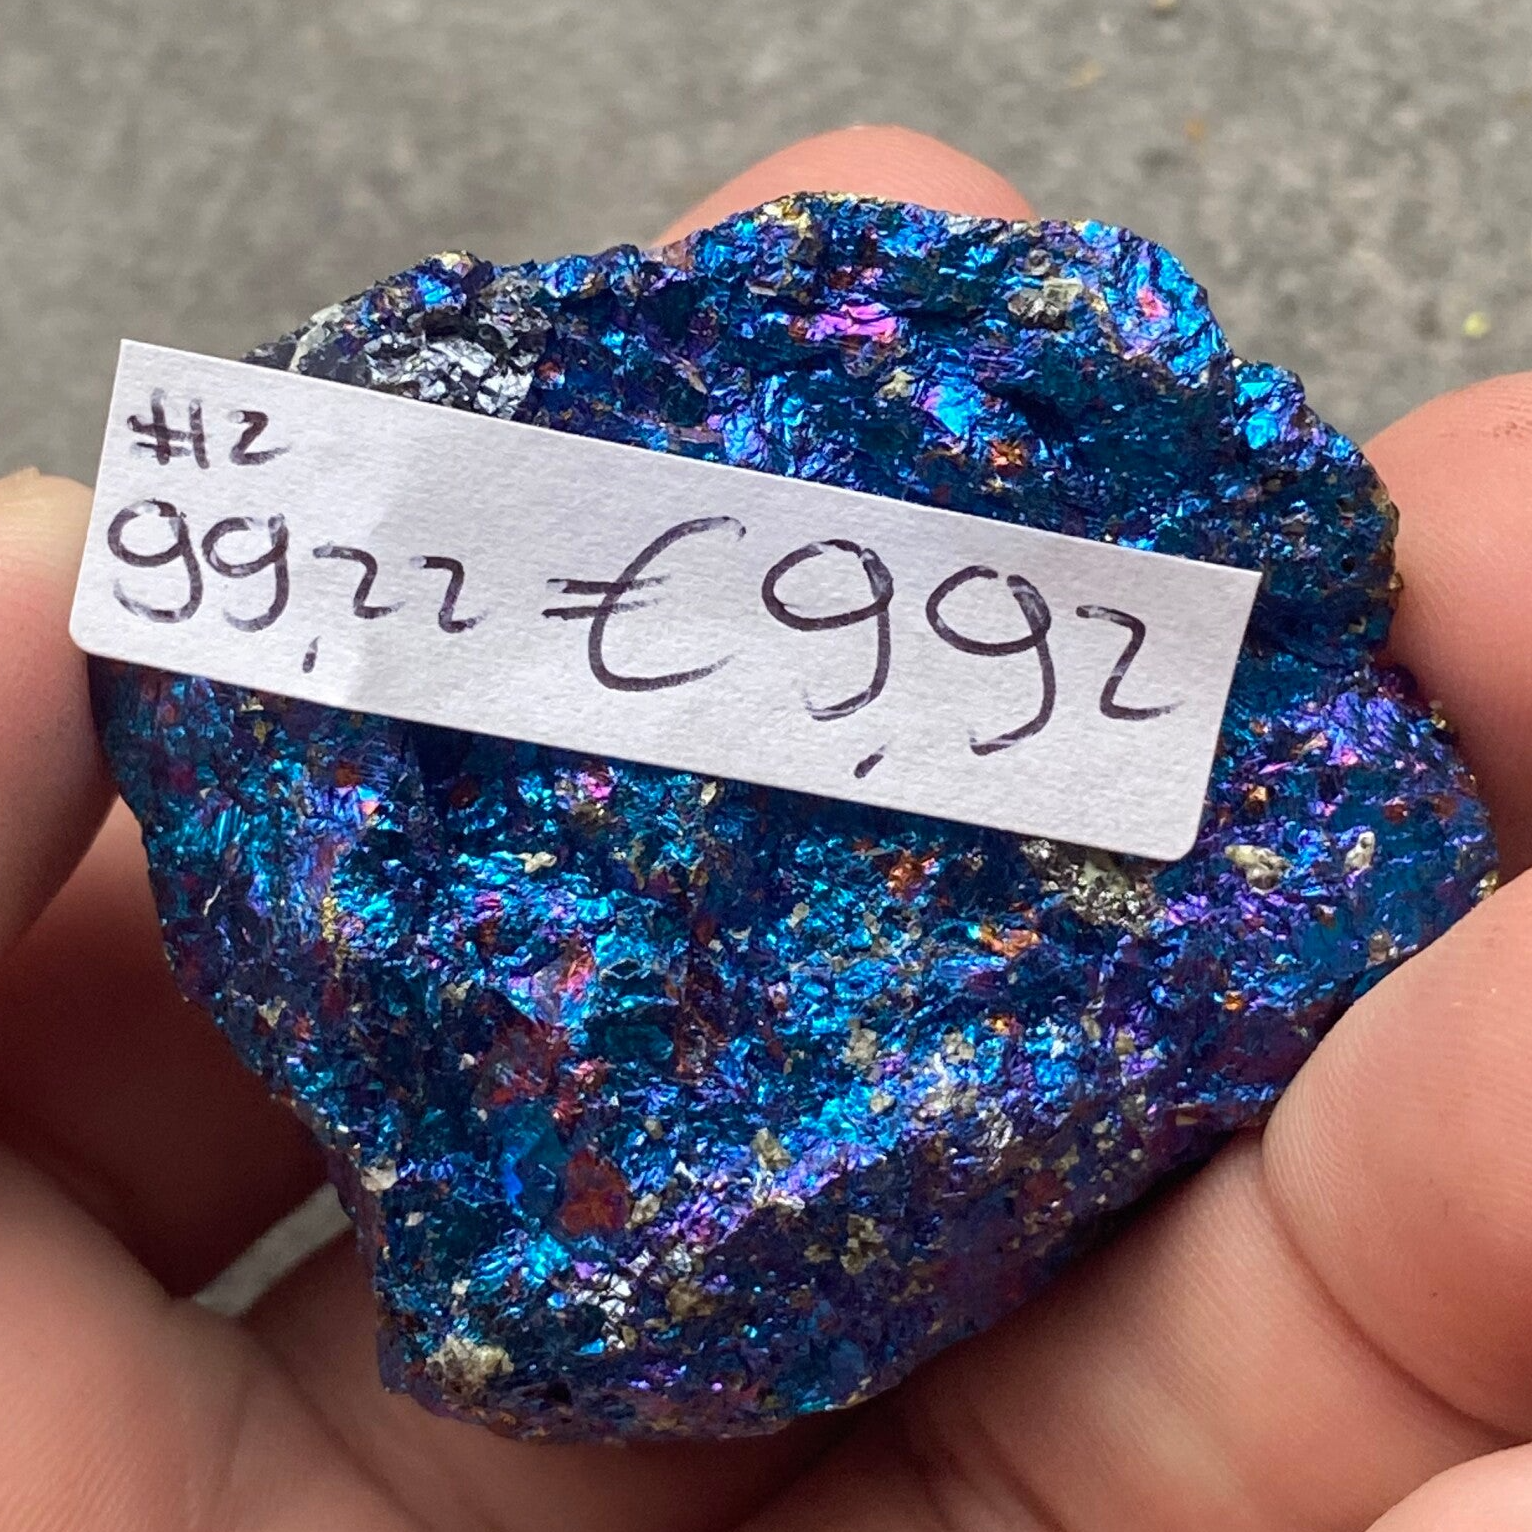 #12
99,22 = € 9,92